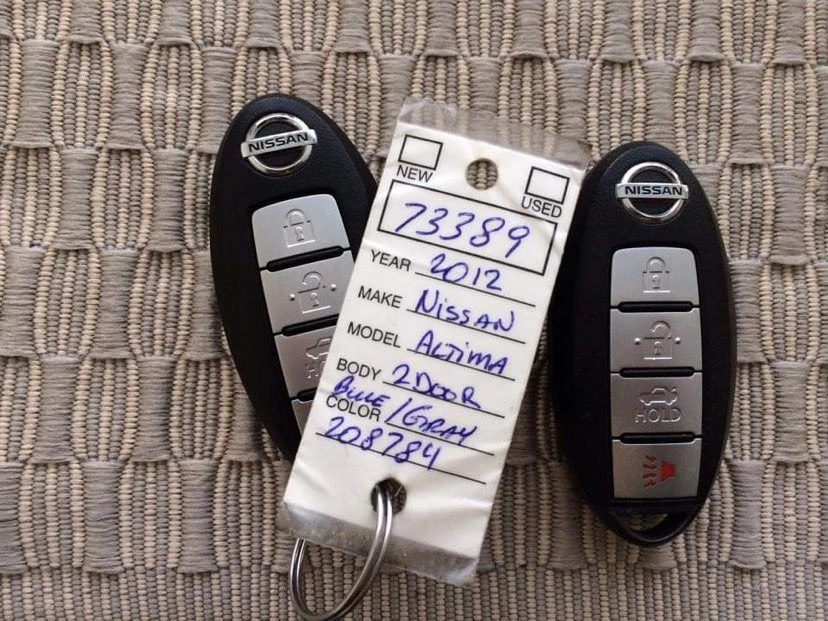 NISSAN
NEW
USED
73389
YEAR 2012
MAKE NISSAN
MODEL ALTIMA
BODY 2DOOR
COLOR BLUE/GRAY
208784
NISSAN
HOLD